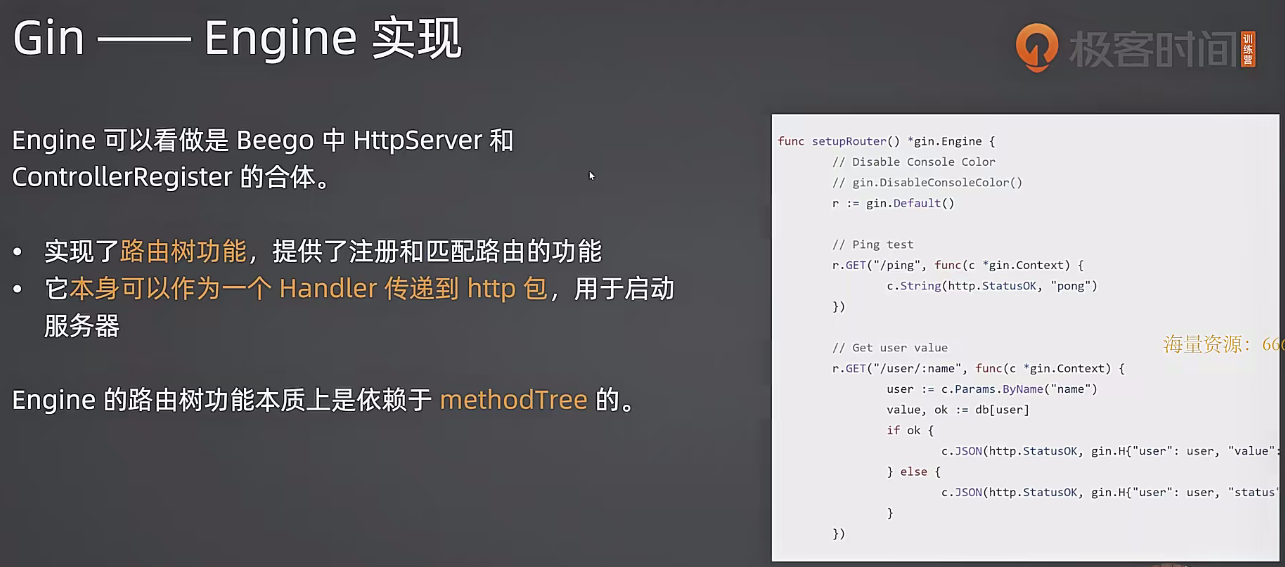 Gin —— Engine 实现
极客时间
训练营
Engine 可以看做是 Beego 中 HttpServer 和
ControllerRegister 的合体。
• 实现了路由树功能，提供了注册和匹配路由的功能
• 它本身可以作为一个 Handler 传递到 http 包，用于启动
服务器
Engine 的路由树功能本质上是依赖于 methodTree 的。
func setupRouter() *gin.Engine {
// Disable Console Color
// gin.DisableConsoleColor()
r := gin.Default()
// Ping test
r.GET("/ping", func(c *gin.Context) {
c.String(http.StatusOK, "pong")
})
// Get user value
r.GET("/user/:name", func(c *gin.Context) {
user := c.Params.ByName("name")
value, ok := db[user]
if ok {
c.JSON(http.StatusOK, gin.H{"user": user, "value":
} else {
c.JSON(http.StatusOK, gin.H{"user": user, "status"
}
})
海量资源：666